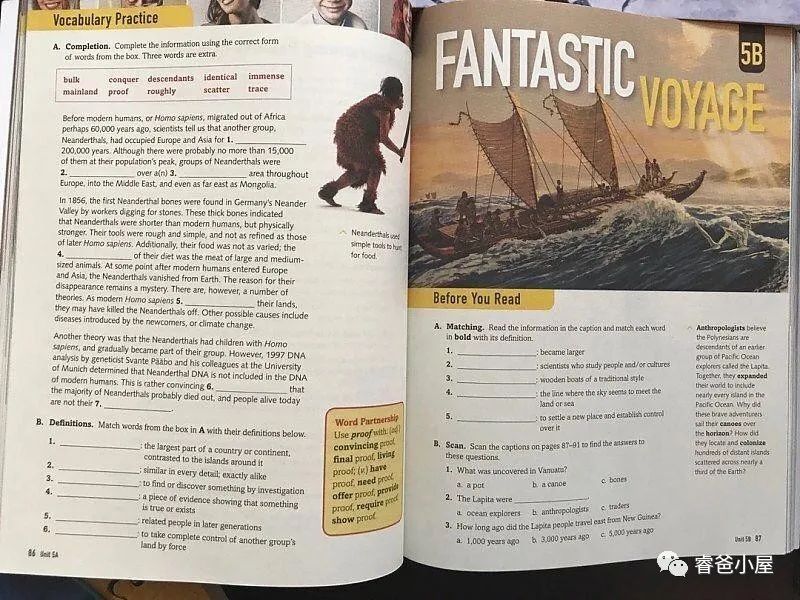 Vocabulary Practice
A. Completion. Complete the information using the correct form
of words from the box. Three words are extra.
bulk conquer descendants identical immense
mainland proof roughly scatter trace
Before modern humans, or Homo sapiens, migrated out of Africa
perhaps 60,000 years ago, scientists tell us that another group,
Neanderthals, had occupied Europe and Asia for 1. ____________
200,000 years. Although there were probably no more than 15,000
of them at their population's peak, groups of Neanderthals were
2. ____________ over a(n) 3. ____________ area throughout
Europe, into the Middle East, and even as far east as Mongolia.
In 1856, the first Neanderthal bones were found in Germany's Neander
Valley by workers digging for stones. These thick bones indicated
that Neanderthals were shorter than modern humans, but physically
stronger. Their tools were rough and simple, and not as refined as those
of later Homo sapiens. Additionally, their food was not as varied; the
4. ____________ of their diet was the meat of large and medium-
sized animals. At some point after modern humans entered Europe
and Asia, the Neanderthals vanished from Earth. The reason for their
disappearance remains a mystery. There are, however, a number of
theories. As modern Homo sapiens 5. ____________ their lands,
they may have killed the Neanderthals off. Other possible causes include
diseases introduced by the newcomers, or climate change.
Another theory was that the Neanderthals had children with Homo
sapiens, and gradually became part of their group. However, 1997 DNA
analysis by geneticist Svante Pääbo and his colleagues at the University
of Munich determined that Neanderthal DNA is not included in the DNA
of modern humans. This is rather convincing 6. ____________ that
the majority of Neanderthals probably died out, and people alive today
are not their 7. ____________.
Neanderthals used
simple tools to hunt
for food.
B. Definitions. Match words from the box in A with their definitions below.
1. ____________: the largest part of a country or continent,
contrasted to the islands around it
2. ____________: similar in every detail; exactly alike
3. ____________: to find or discover something by investigation
4. ____________: a piece of evidence showing that something
is true or exists
5. ____________: related people in later generations
6. ____________: to take complete control of another group's
land by force
Word Partnership
Use proof with: (adj.)
convincing proof,
final proof, living
proof; (v.) have
proof, need proof,
offer proof, provide
proof, require proof,
show proof.
86 Unit 5A
5B
FANTASTIC
VOYAGE
Before You Read
A. Matching. Read the information in the caption and match each word
in bold with its definition.
1. ____________: became larger
2. ____________: scientists who study people and/or cultures
3. ____________: wooden boats of a traditional style
4. ____________: the line where the sky seems to meet the
land or sea
5. ____________: to settle a new place and establish control
over it
B. Scan. Scan the captions on pages 87–91 to find the answers to
these questions.
1. What was uncovered in Vanuatu?
a. a pot b. a canoe c. bones
2. The Lapita were ____________.
a. ocean explorers b. anthropologists c. traders
3. How long ago did the Lapita people travel east from New Guinea?
a. 1,000 years ago b. 3,000 years ago c. 5,000 years ago
Anthropologists believe
the Polynesians are
descendants of an earlier
group of Pacific Ocean
explorers called the Lapita.
Together, they expanded
their world to include
nearly every island in the
Pacific Ocean. Why did
these brave adventurers
sail their canoes over
the horizon? How did
they locate and colonize
hundreds of distant islands
scattered across nearly a
third of the Earth?
Unit 5B 87
睿爸小屋